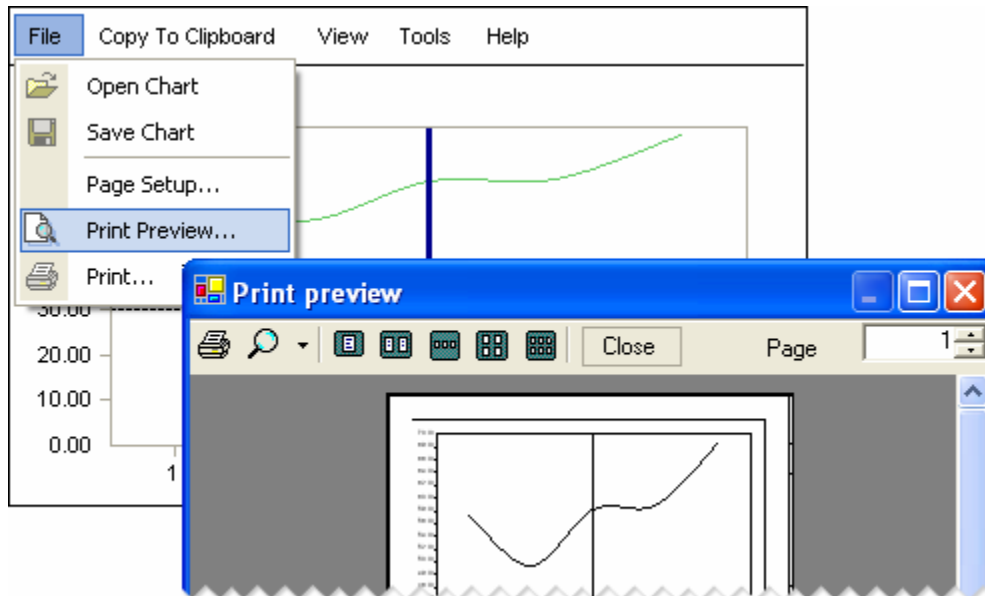 File Copy To Clipboard View Tools Help
Open Chart
Save Chart
Page Setup...
Print Preview...
Print...
30.00
20.00
10.00
0.00
1
Print preview
Close Page 1